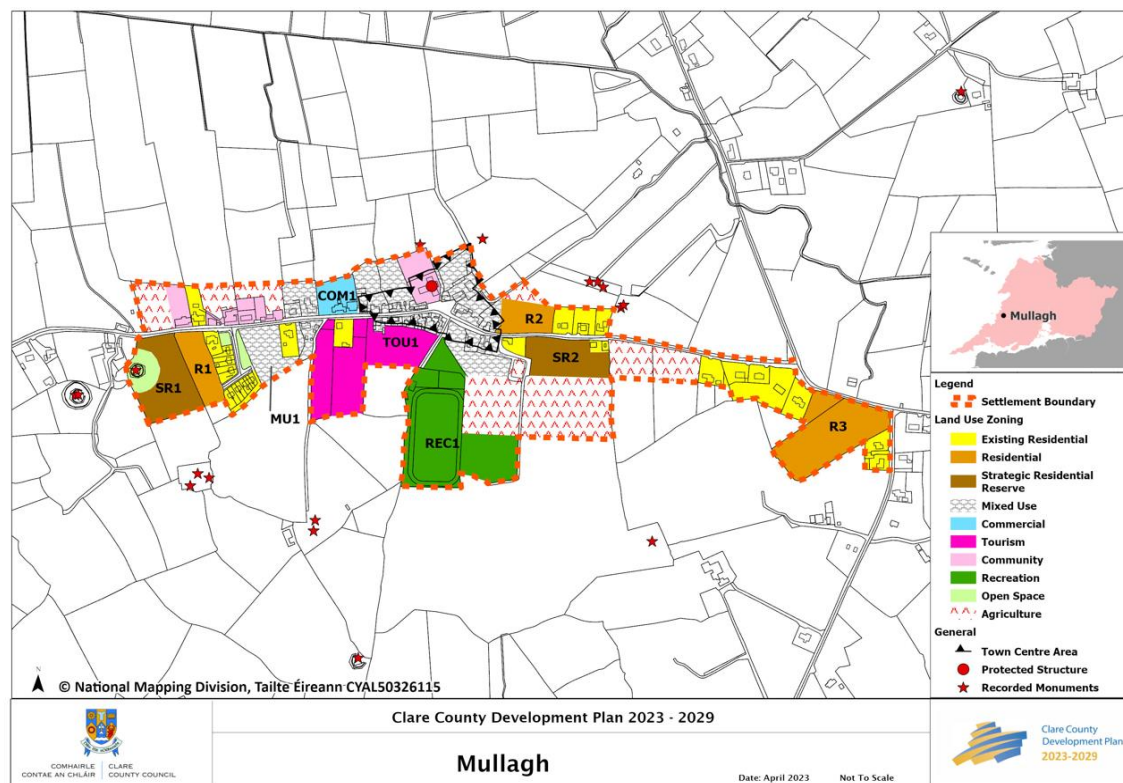 COM1
R2
TOU1
SR2
R1
SR1
MU1
REC1
R3
Mullagh
Legend
Settlement Boundary
Land Use Zoning
Existing Residential
Residential
Strategic Residential
Reserve
Mixed Use
Commercial
Tourism
Community
Recreation
Open Space
Agriculture
General
Town Centre Area
Protected Structure
Recorded Monuments
N
© National Mapping Division, Tailte Éireann CYAL50326115
COMHAIRLE
CONTAE AN CHLÁIR
CLARE
COUNTY COUNCIL
Clare County Development Plan 2023 - 2029
Mullagh
Date: April 2023
Not To Scale
Clare County
Development Plan
2023-2029